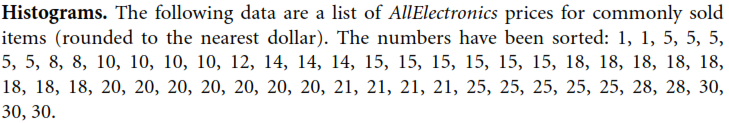 Histograms. The following data are a list of AllElectronics prices for commonly sold
items (rounded to the nearest dollar). The numbers have been sorted: 1, 1, 5, 5, 5,
5, 5, 8, 8, 10, 10, 10, 10, 12, 14, 14, 14, 15, 15, 15, 15, 15, 15, 18, 18, 18, 18, 18,
18, 18, 18, 20, 20, 20, 20, 20, 20, 20, 21, 21, 21, 21, 25, 25, 25, 25, 25, 28, 28, 30,
30, 30.